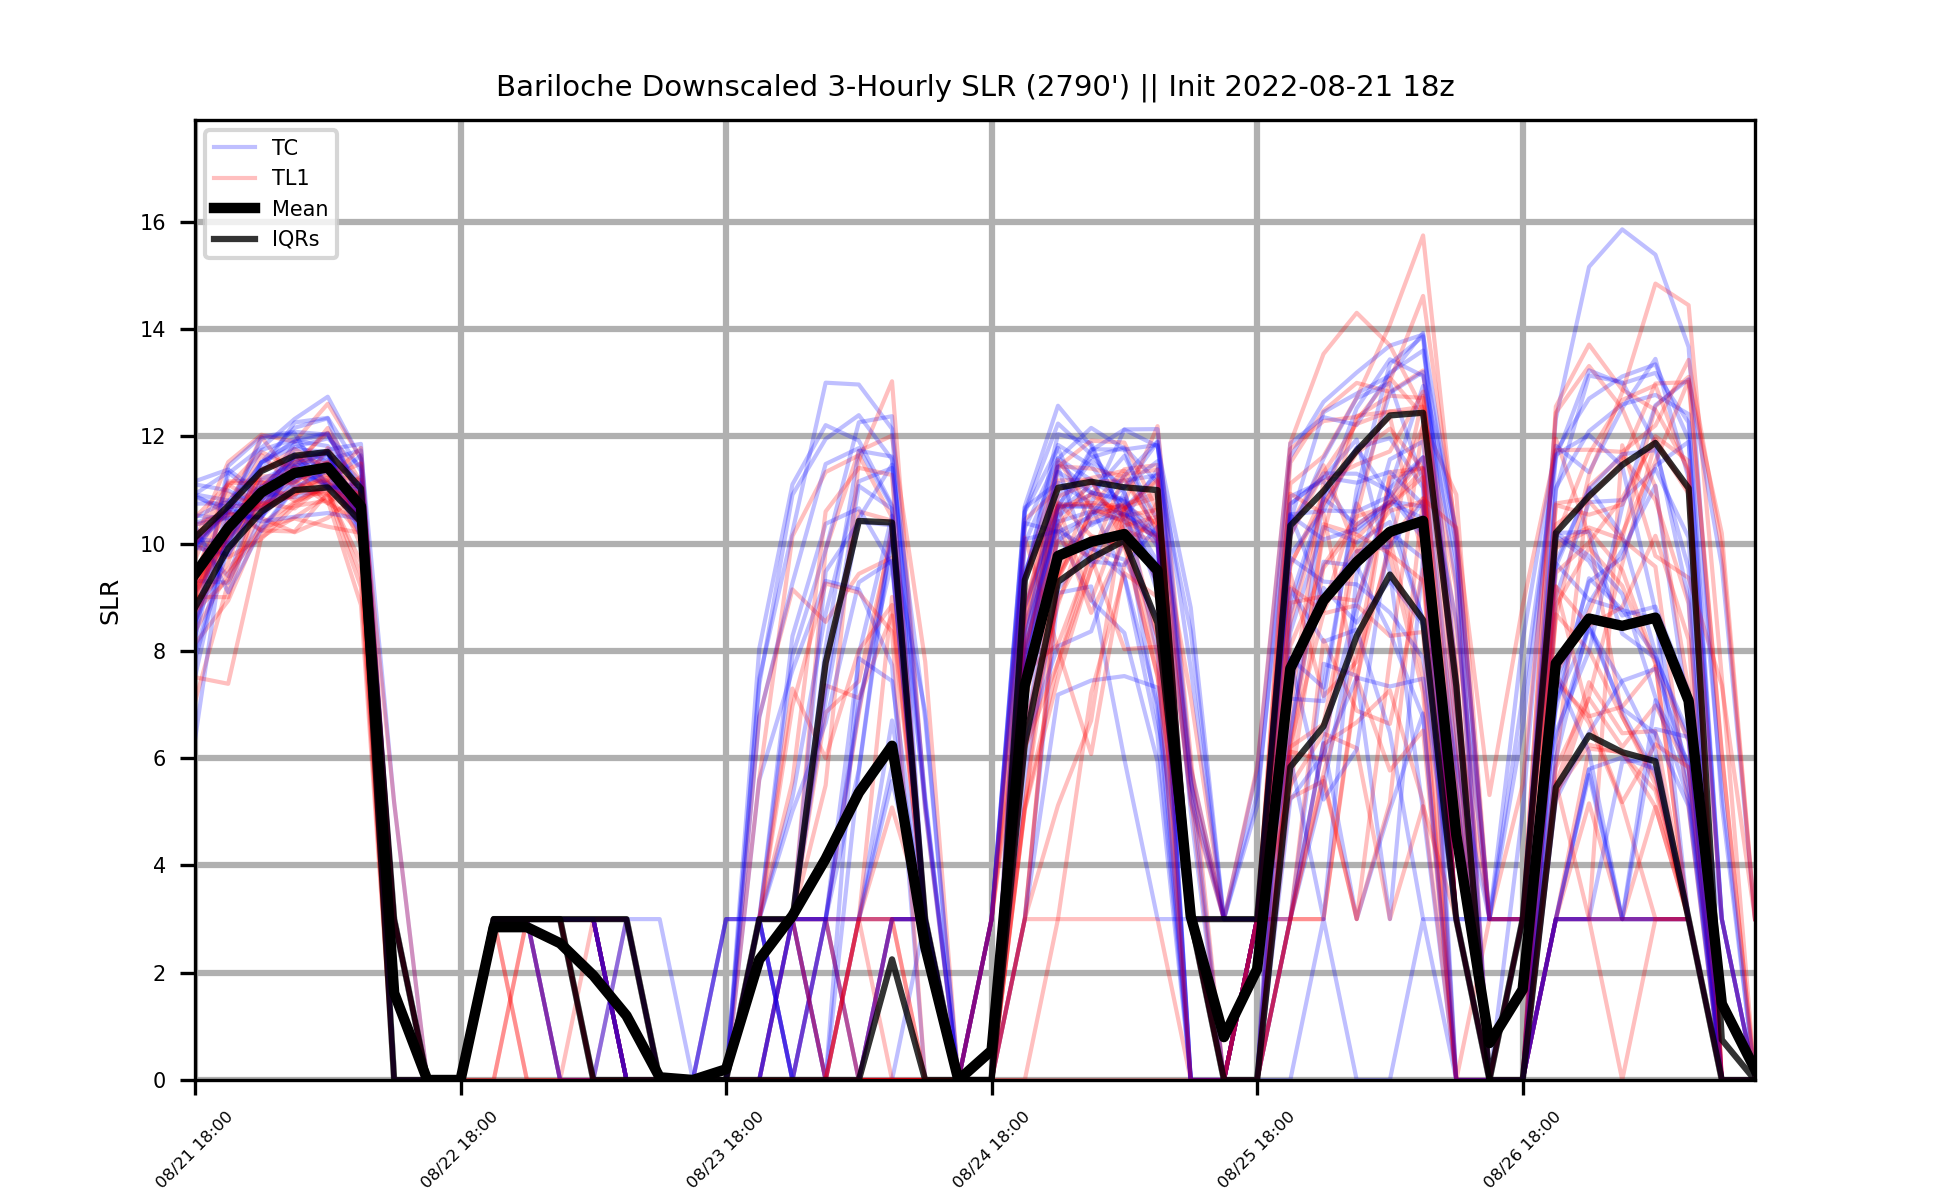 Bariloche Downscaled 3-Hourly SLR (2790') || Init 2022-08-21 18z
TC
TL1
Mean
IQRs
SLR
16
14
12
10
8
6
4
2
0
08/21 18:00
08/22 18:00
08/23 18:00
08/24 18:00
08/25 18:00
08/26 18:00